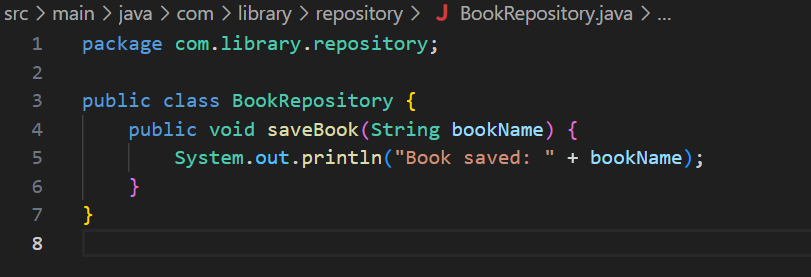 src > main > java > com > library > repository > J BookRepository.java > ...
1 package com.library.repository;
2
3 public class BookRepository {
4     public void saveBook(String bookName) {
5         System.out.println("Book saved: " + bookName);
6     }
7 }
8